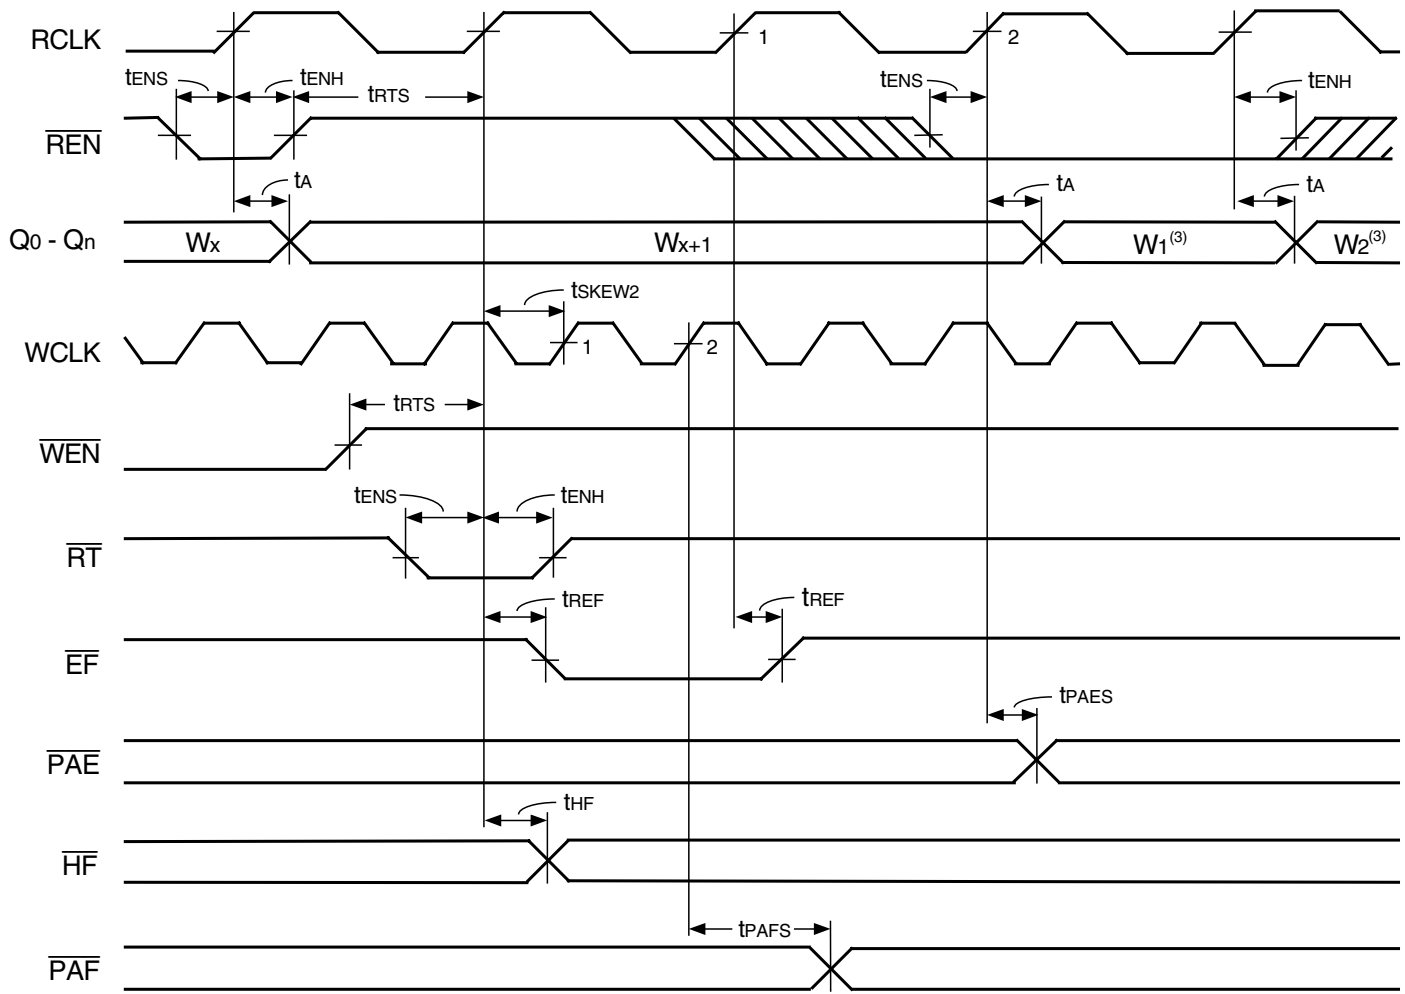 RCLK 1 2
tENS tENH tRTS tENS tENH
REN
tA tA tA
Q0 - Qn Wx Wx+1 W1(3) W2(3)
tSKEW2
WCLK 1 2
tRTS
WEN
tENS tENH
RT
tREF tREF
EF
tPAES
PAE
tHF
HF
tPAFS
PAF